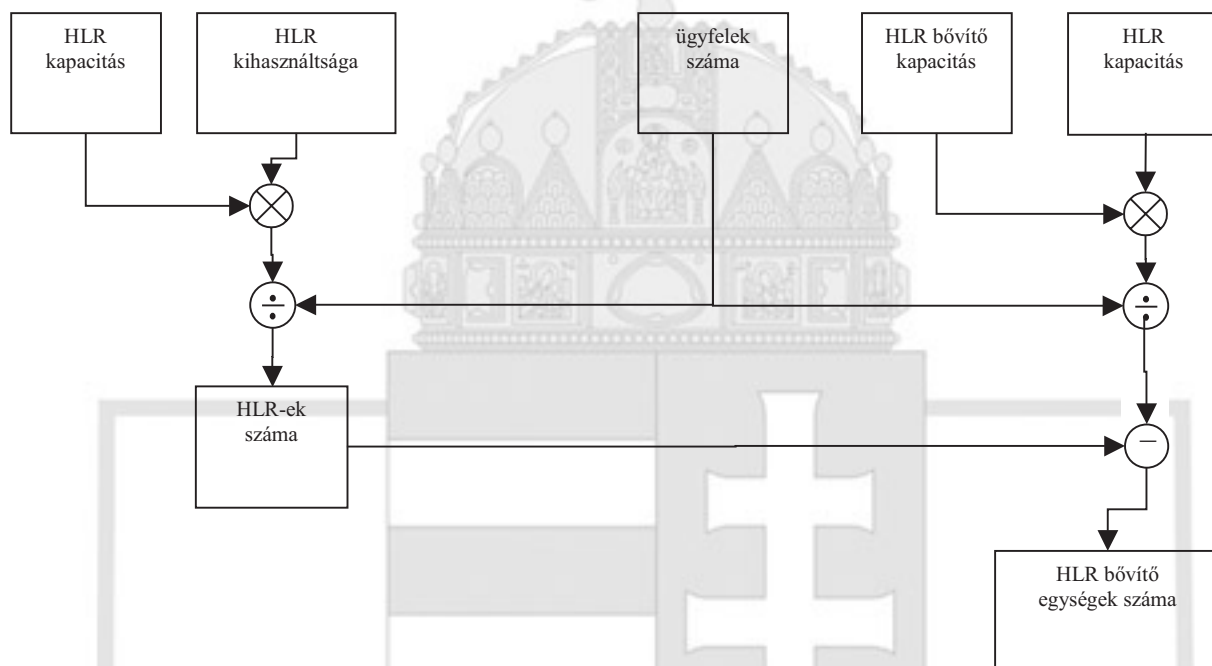 HLR
kapacitás
HLR
kihasználtsága
ügyfelek
száma
HLR bővítő
kapacitás
HLR
kapacitás
HLR-ek
száma
HLR bővítő
egységek száma